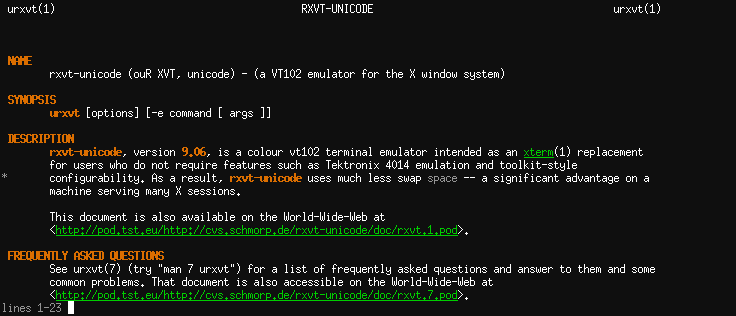 urxvt(1) RXVT-UNICODE urxvt(1)
NAME
rxvt-unicode (ouR XVT, unicode) - (a VT102 emulator for the X window system)
SYNOPSIS
urxvt [options] [-e command [ args ]]
DESCRIPTION
rxvt-unicode, version 9.06, is a colour vt102 terminal emulator intended as an xterm(1) replacement
for users who do not require features such as Tektronix 4014 emulation and toolkit-style
* configurability. As a result, rxvt-unicode uses much less swap space -- a significant advantage on a
machine serving many X sessions.
This document is also available on the World-Wide-Web at
<http://pod.tst.eu/http://cvs.schmorp.de/rxvt-unicode/doc/rxvt.1.pod>.
FREQUENTLY ASKED QUESTIONS
See urxvt(7) (try "man 7 urxvt") for a list of frequently asked questions and answer to them and some
common problems. That document is also accessible on the World-Wide-Web at
<http://pod.tst.eu/http://cvs.schmorp.de/rxvt-unicode/doc/rxvt.7.pod>.
lines 1-23